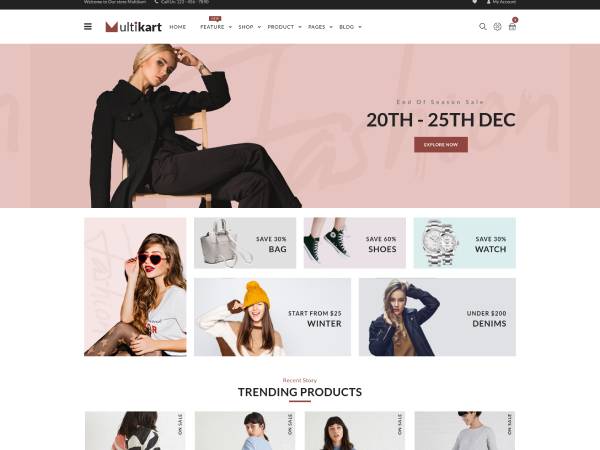 Welcome to Our store Multikart
Call Us: 123 - 456 - 7890
My Account
Multikart
HOME
NEW
FEATURE
SHOP
PRODUCT
PAGES
BLOG
Fashion
End Of Season Sale
20TH - 25TH DEC
EXPLORE NOW
Fashion
SAVE 30%
BAG
SAVE 60%
SHOES
SAVE 30%
WATCH
START FROM $25
WINTER
UNDER $200
DENIMS
Recent Story
TRENDING PRODUCTS
ON SALE
ON SALE
ON SALE
ON SALE